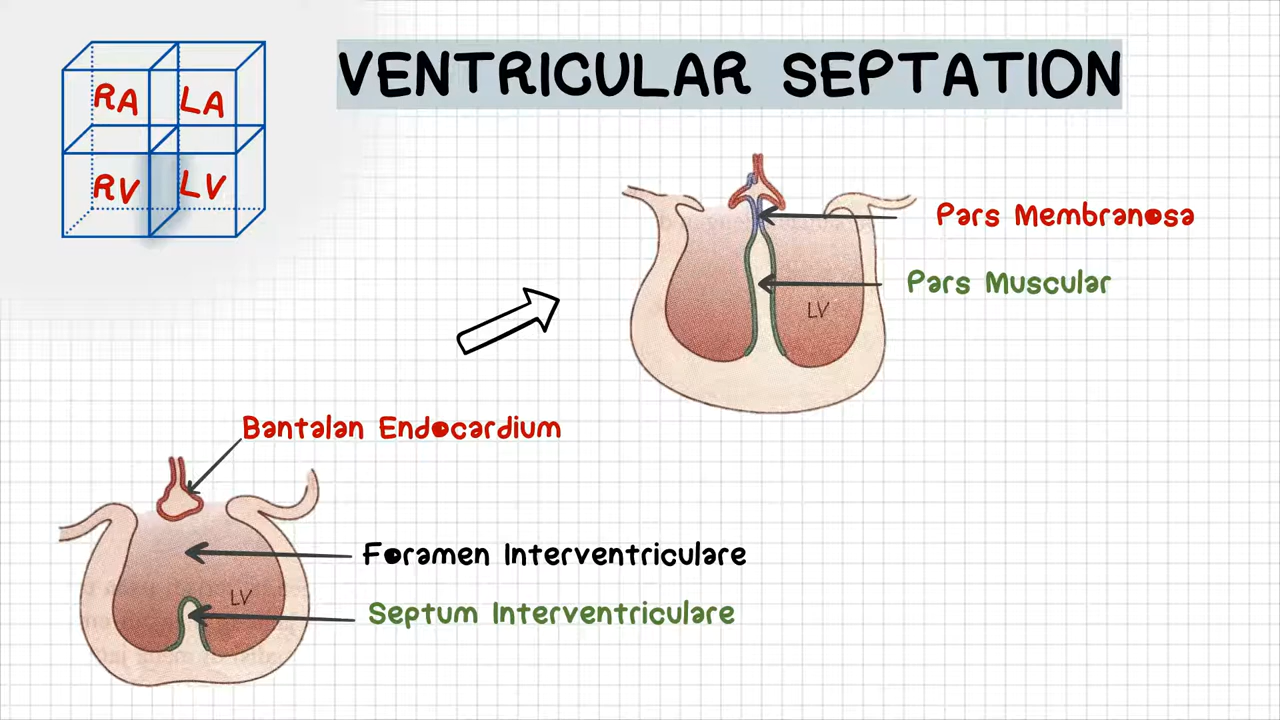 VENTRICULAR SEPTATION
RA LA
RV LV
Pars Membranosa
Pars Muscular
LV
Bantalan Endocardium
Foramen Interventriculare
LV
Septum Interventriculare